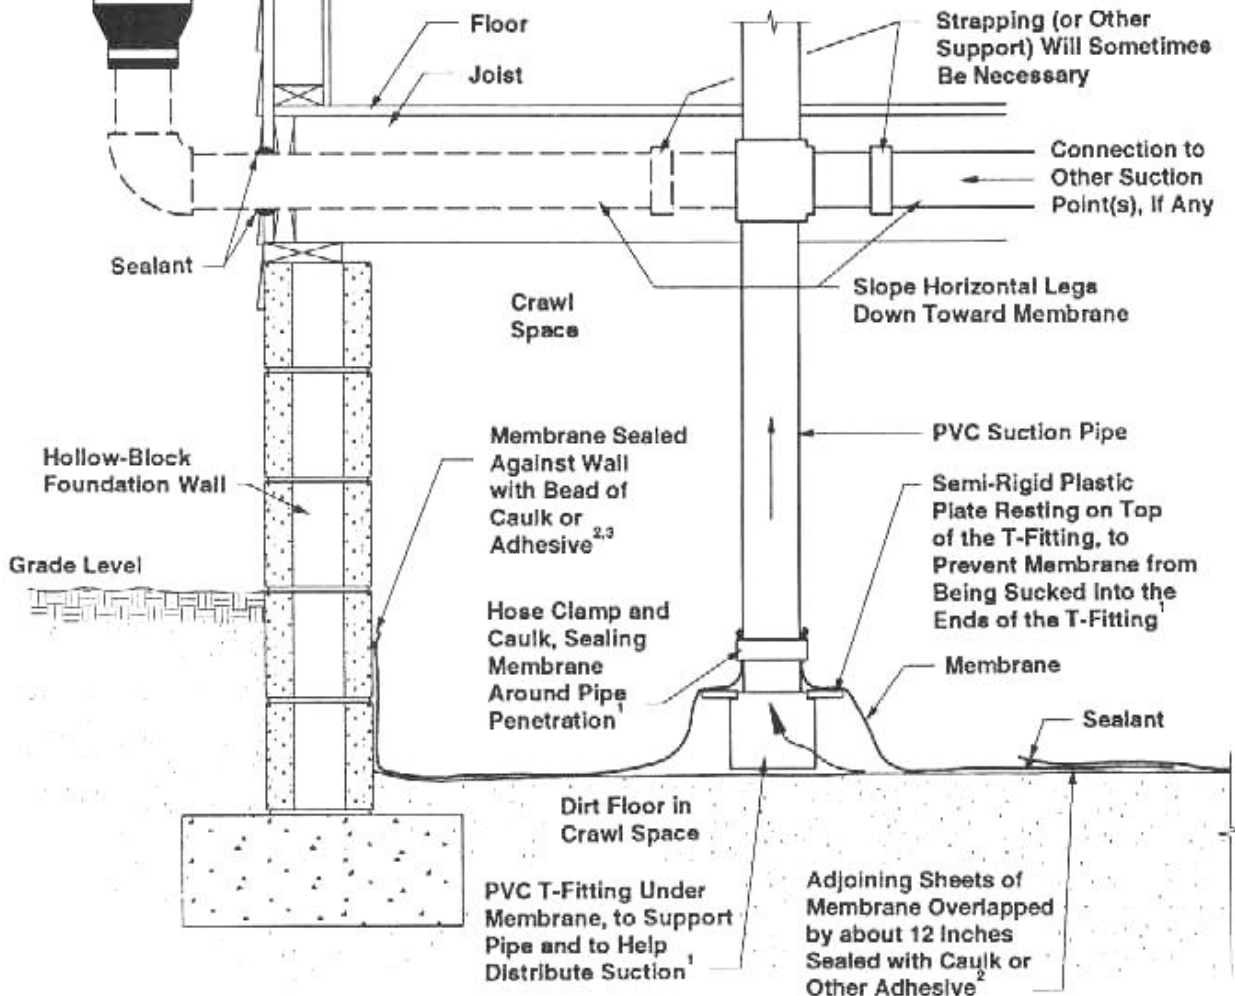 Floor
Joist
Strapping (or Other
Support) Will Sometimes
Be Necessary
Connection to
Other Suction
Point(s), If Any
Sealant
Slope Horizontal Legs
Down Toward Membrane
Crawl
Space
Hollow-Block
Foundation Wall
Membrane Sealed
Against Wall
with Bead of
Caulk or
Adhesive2,3
PVC Suction Pipe
Semi-Rigid Plastic
Plate Resting on Top
of the T-Fitting, to
Prevent Membrane from
Being Sucked Into the
Ends of the T-Fitting1
Grade Level
Hose Clamp and
Caulk, Sealing
Membrane
Around Pipe
Penetration1
Membrane
Sealant
Dirt Floor in
Crawl Space
PVC T-Fitting Under
Membrane, to Support
Pipe and to Help
Distribute Suction1
Adjoining Sheets of
Membrane Overlapped
by about 12 Inches
Sealed with Caulk or
Other Adhesive2